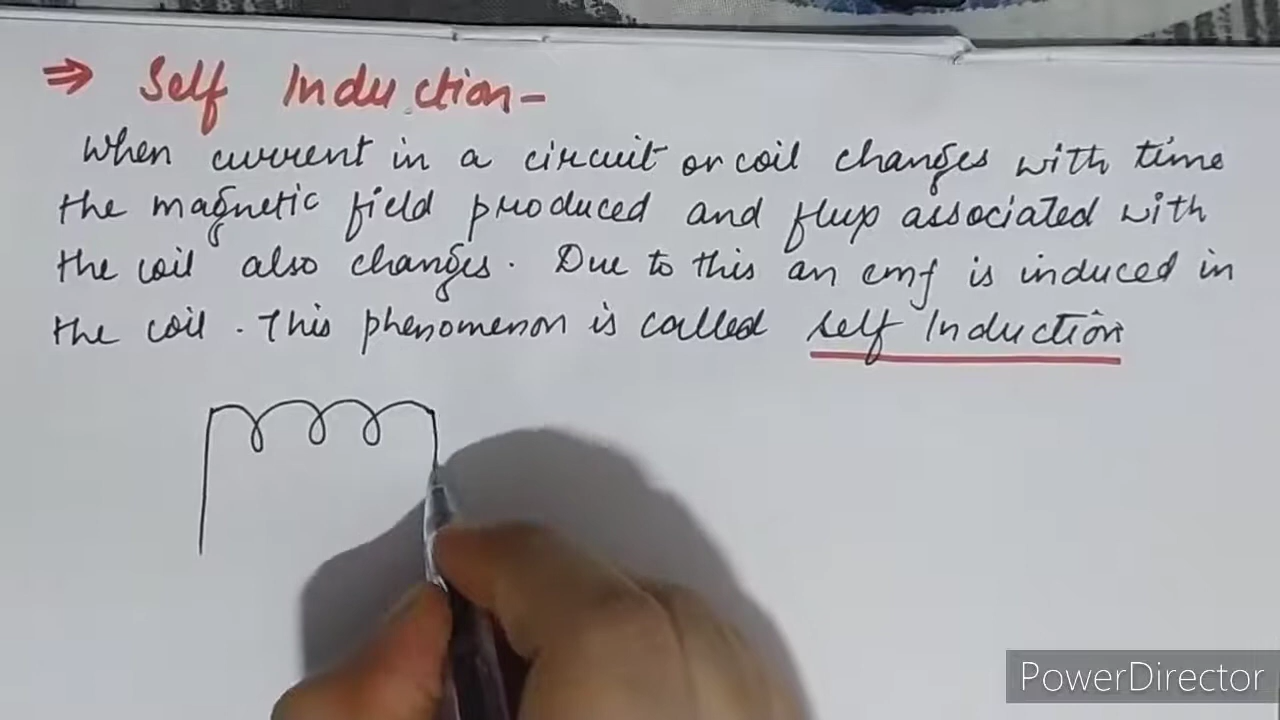 ⇒ Self Induction-
When current in a circuit or coil changes with time
the magnetic field produced and flux associated with
the coil also changes. Due to this an emf is induced in
the coil. This phenomenon is called self Induction
PowerDirector